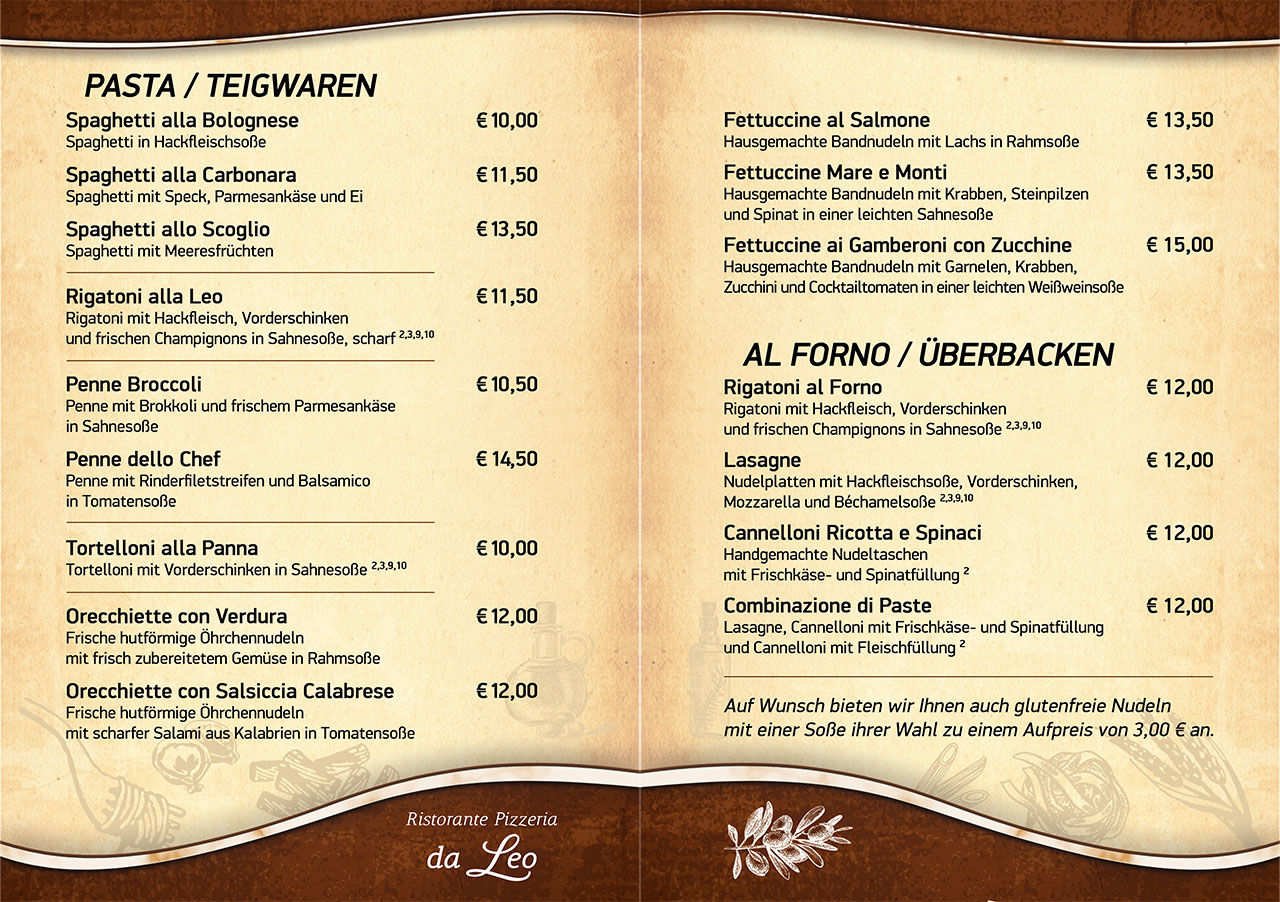 PASTA / TEIGWAREN
Spaghetti alla Bolognese € 10,00
Spaghetti in Hackfleischsoße
Spaghetti alla Carbonara € 11,50
Spaghetti mit Speck, Parmesankäse und Ei
Spaghetti allo Scoglio € 13,50
Spaghetti mit Meeresfrüchten
Rigatoni alla Leo € 11,50
Rigatoni mit Hackfleisch, Vorderschinken
und frischen Champignons in Sahnesoße, scharf 2,3,9,10
Penne Broccoli € 10,50
Penne mit Brokkoli und frischem Parmesankäse
in Sahnesoße
Penne dello Chef € 14,50
Penne mit Rinderfiletstreifen und Balsamico
in Tomatensoße
Tortelloni alla Panna € 10,00
Tortelloni mit Vorderschinken in Sahnesoße 2,3,9,10
Orecchiette con Verdura € 12,00
Frische hutförmige Öhrchennudeln
mit frisch zubereitetem Gemüse in Rahmsoße
Orecchiette con Salsiccia Calabrese € 12,00
Frische hutförmige Öhrchennudeln
mit scharfer Salami aus Kalabrien in Tomatensoße
Ristorante Pizzeria
da Leo
Fettuccine al Salmone € 13,50
Hausgemachte Bandnudeln mit Lachs in Rahmsoße
Fettuccine Mare e Monti € 13,50
Hausgemachte Bandnudeln mit Krabben, Steinpilzen
und Spinat in einer leichten Sahnesoße
Fettuccine ai Gamberoni con Zucchine € 15,00
Hausgemachte Bandnudeln mit Garnelen, Krabben,
Zucchini und Cocktailtomaten in einer leichten Weißweinsoße
AL FORNO / ÜBERBACKEN
Rigatoni al Forno € 12,00
Rigatoni mit Hackfleisch, Vorderschinken
und frischen Champignons in Sahnesoße 2,3,9,10
Lasagne € 12,00
Nudelplatten mit Hackfleischsoße, Vorderschinken,
Mozzarella und Béchamelsoße 2,3,9,10
Cannelloni Ricotta e Spinaci € 12,00
Handgemachte Nudeltaschen
mit Frischkäse- und Spinatfüllung 2
Combinazione di Paste € 12,00
Lasagne, Cannelloni mit Frischkäse- und Spinatfüllung
und Cannelloni mit Fleischfüllung 2
Auf Wunsch bieten wir Ihnen auch glutenfreie Nudeln
mit einer Soße ihrer Wahl zu einem Aufpreis von 3,00 € an.